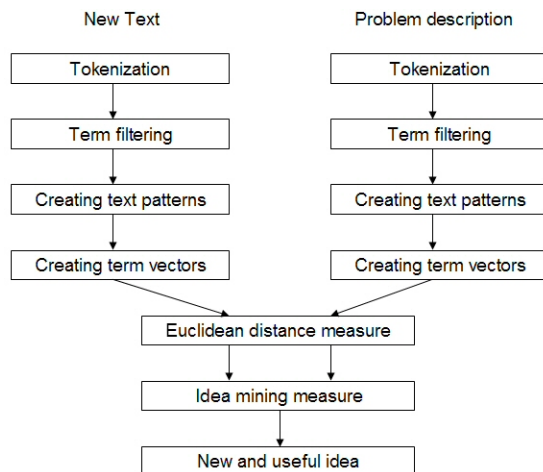 New Text
Problem description
Tokenization
Tokenization
Term filtering
Term filtering
Creating text patterns
Creating text patterns
Creating term vectors
Creating term vectors
Euclidean distance measure
Idea mining measure
New and useful idea